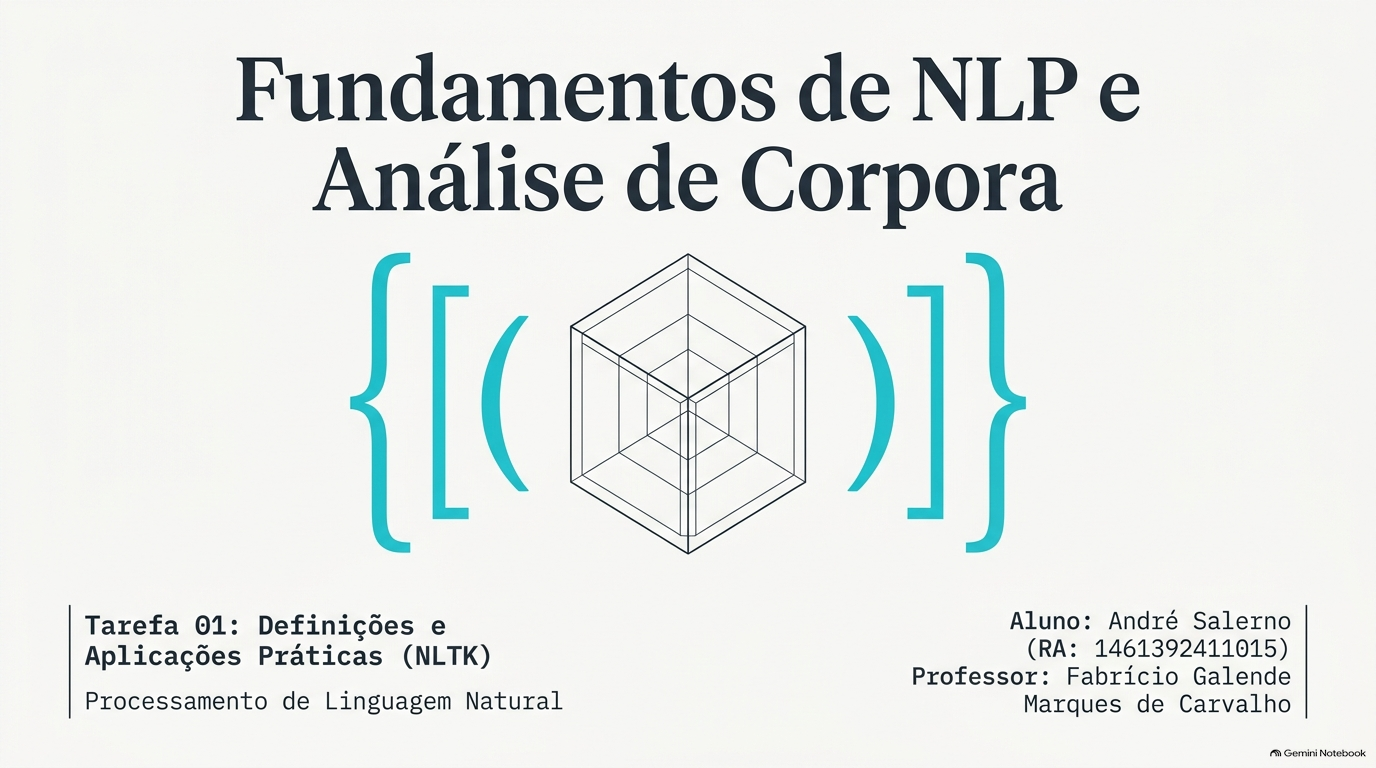 Fundamentos de NLP e
Análise de Corpora
{[( )]}
Tarefa 01: Definições e
Aplicações Práticas (NLTK)
Processamento de Linguagem Natural
Aluno: André Salerno
(RA: 1461392411015)
Professor: Fabrício Galende
Marques de Carvalho
Gemini Notebook